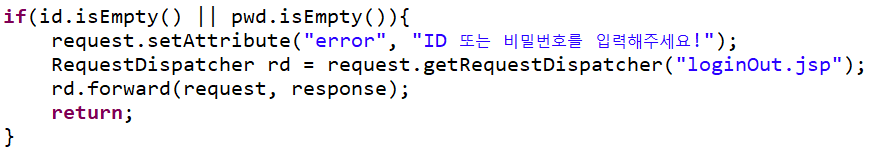 if(id.isEmpty() || pwd.isEmpty()){
    request.setAttribute("error", "ID 또는 비밀번호를 입력해주세요!");
    RequestDispatcher rd = request.getRequestDispatcher("loginOut.jsp");
    rd.forward(request, response);
    return;
}